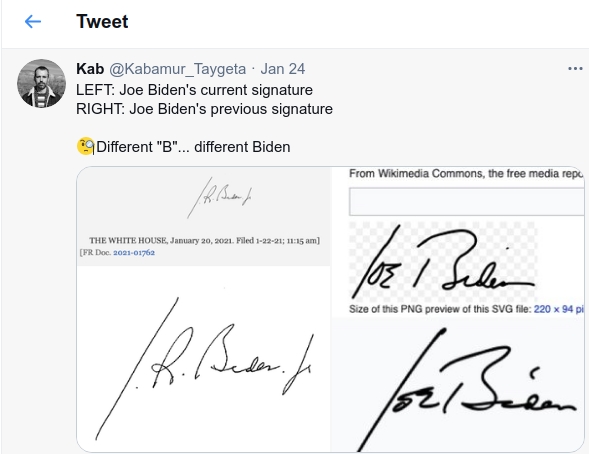 Tweet
Kab @Kabamur_Taygeta · Jan 24
LEFT: Joe Biden's current signature
RIGHT: Joe Biden's previous signature
🧐Different "B"... different Biden
J.R. Biden Jr
THE WHITE HOUSE, January 20, 2021. Filed 1-22-21; 11:15 am]
[FR Doc. 2021-01762
J.R. Biden. Jr
From Wikimedia Commons, the free media repo
Joe Biden
Size of this PNG preview of this SVG file: 220 × 94 pi
Joe Biden